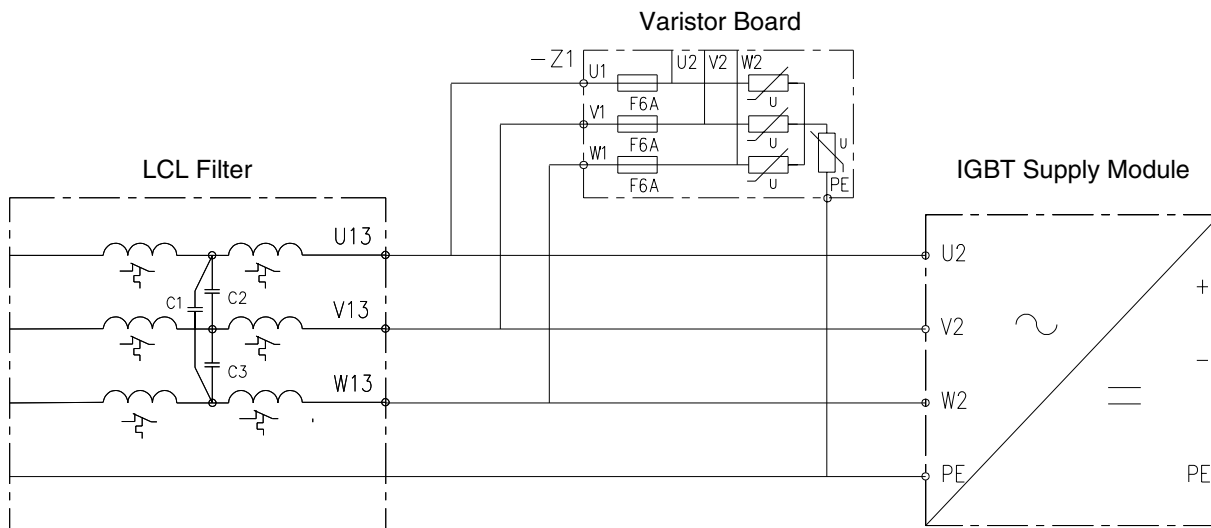 Varistor Board
-Z1
U1
U2
V2
W2
F6A
U
V1
F6A
U
U
W1
F6A
U
PE
LCL Filter
IGBT Supply Module
U13
U2
C1
C2
+
V13
V2
∼
-
C3
W13
W2
=
PE
PE